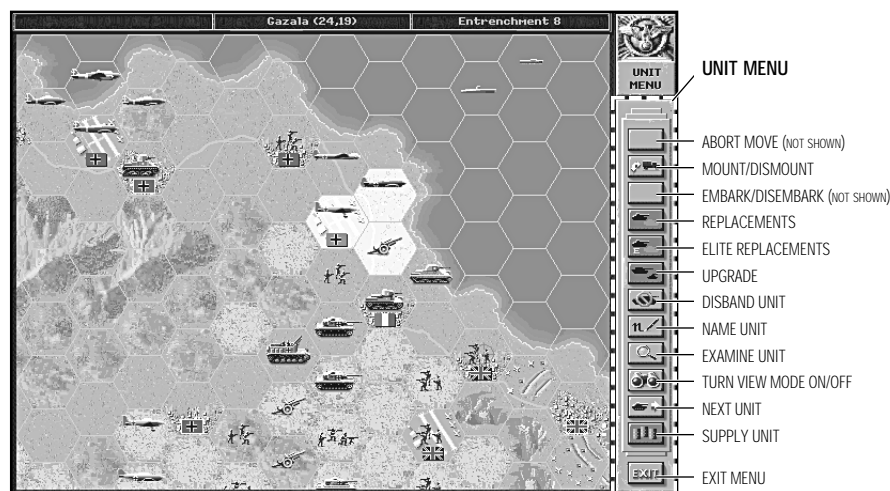 Gazala (24,19)
Entrenchment 8
UNIT
MENU
UNIT MENU
ABORT MOVE (NOT SHOWN)
MOUNT/DISMOUNT
EMBARK/DISEMBARK (NOT SHOWN)
REPLACEMENTS
ELITE REPLACEMENTS
UPGRADE
DISBAND UNIT
n
NAME UNIT
EXAMINE UNIT
TURN VIEW MODE ON/OFF
NEXT UNIT
SUPPLY UNIT
EXIT
EXIT MENU